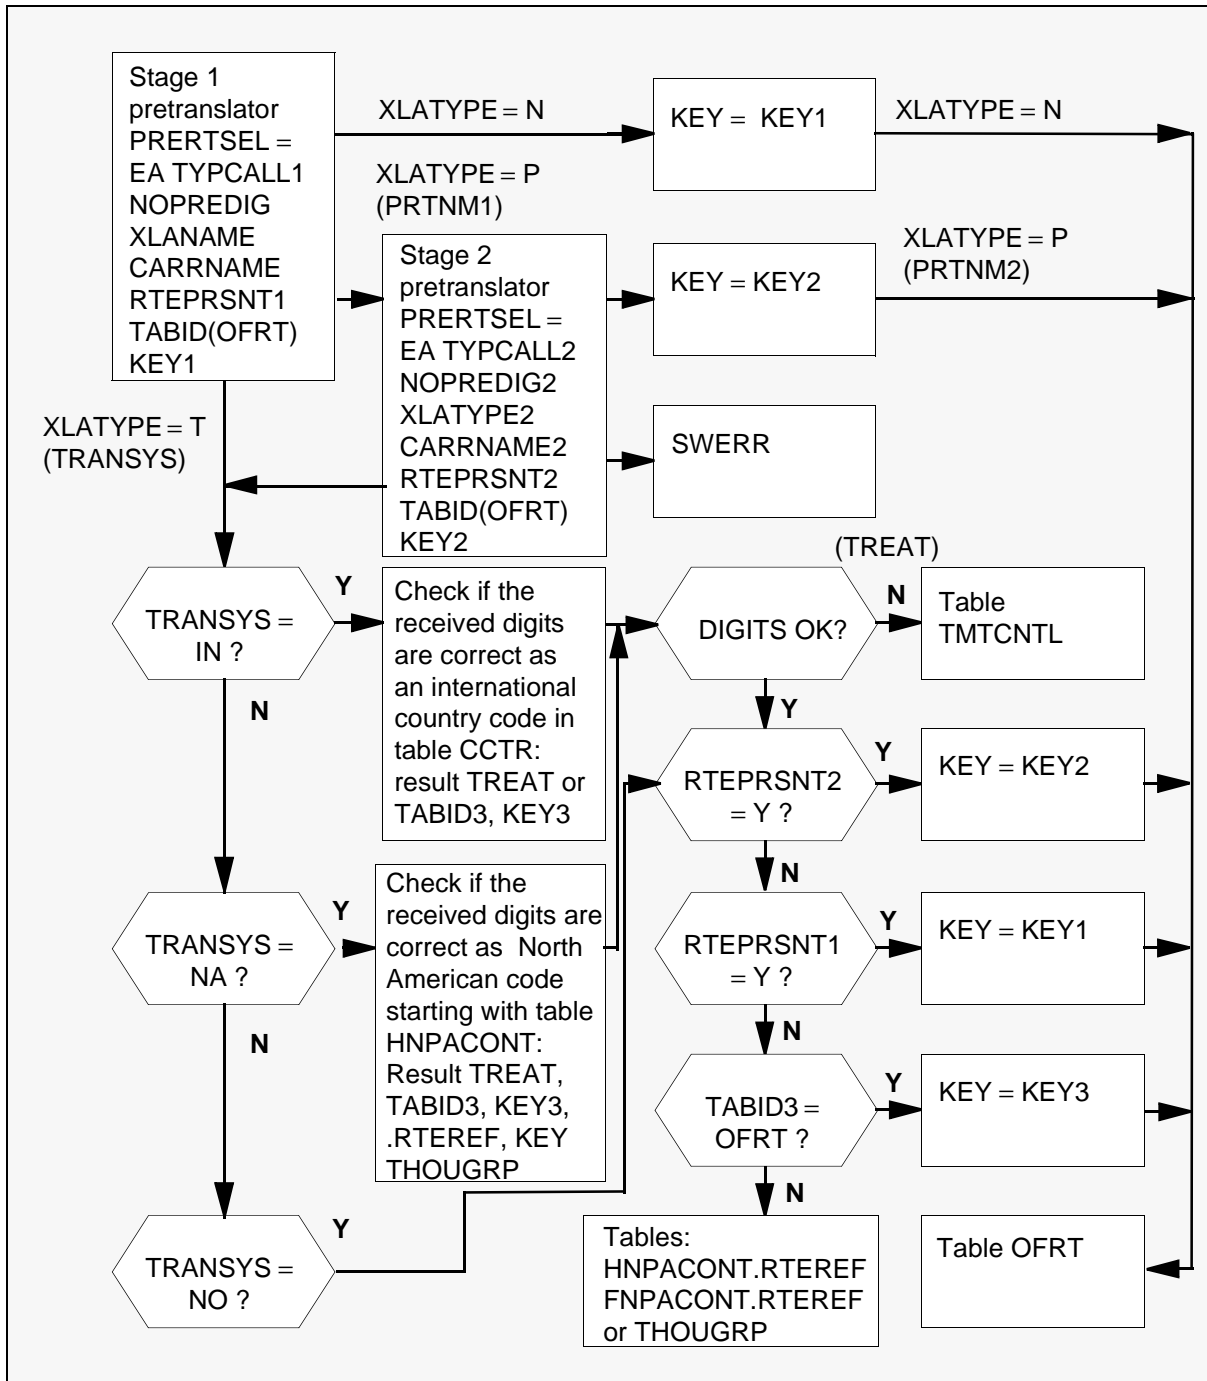 Stage 1
pretranslator
PRERTSEL =
EA TYPCALL1
NOPREDIG
XLANAME
CARRNAME
RTEPRSNT1
TABID(OFRT)
KEY1
XLATYPE = N
KEY = KEY1
XLATYPE = N
XLATYPE = P
(PRTNM1)
Stage 2
pretranslator
PRERTSEL =
EA TYPCALL2
NOPREDIG2
XLATYPE2
CARRNAME2
RTEPRSNT2
TABID(OFRT)
KEY2
KEY = KEY2
XLATYPE = P
(PRTNM2)
SWERR
XLATYPE = T
(TRANSYS)
TRANSYS =
IN ?
Y
N
Check if the
received digits
are correct as
an international
country code in
table CCTR:
result TREAT or
TABID3, KEY3
DIGITS OK?
(TREAT)
N
Table
TMTCNTL
Y
RTEPRSNT2
= Y ?
Y
KEY = KEY2
N
TRANSYS =
NA ?
Y
N
Check if the
received digits are
correct as North
American code
starting with table
HNPACONT:
Result TREAT,
TABID3, KEY3,
.RTEREF, KEY
THOUGRP
RTEPRSNT1
= Y ?
Y
KEY = KEY1
N
TABID3 =
OFRT ?
Y
KEY = KEY3
N
TRANSYS =
NO ?
Y
Tables:
HNPACONT.RTEREF
FNPACONT.RTEREF
or THOUGRP
Table OFRT